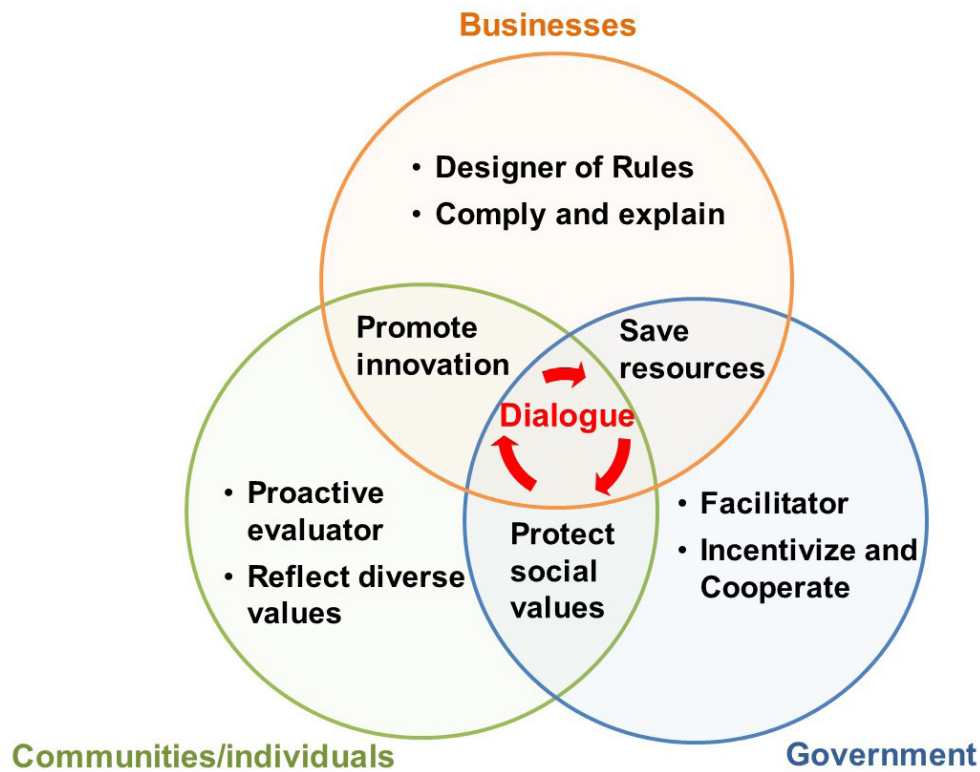 Businesses
• Designer of Rules
• Comply and explain
Promote
innovation
Save
resources
Dialogue
• Proactive
evaluator
• Reflect diverse
values
Protect
social
values
• Facilitator
• Incentivize and
Cooperate
Communities/individuals
Government